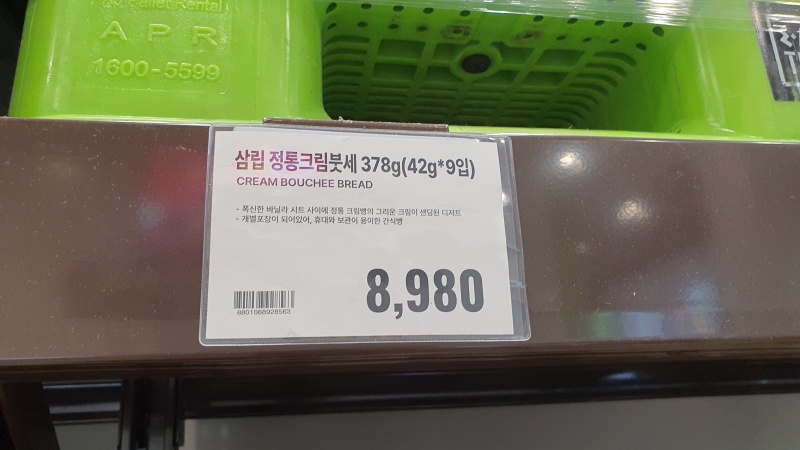 Pallet Rental
A P R
1600-5599
삼립 정통크림붓세 378g(42g*9입)
CREAM BOUCHEE BREAD
- 폭신한 바닐라 시트 사이에 정통 크림빵의 그리운 크림이 샌딩된 디저트
- 개별포장이 되어있어, 휴대와 보관이 용이한 간식빵
8,980
8801068928563